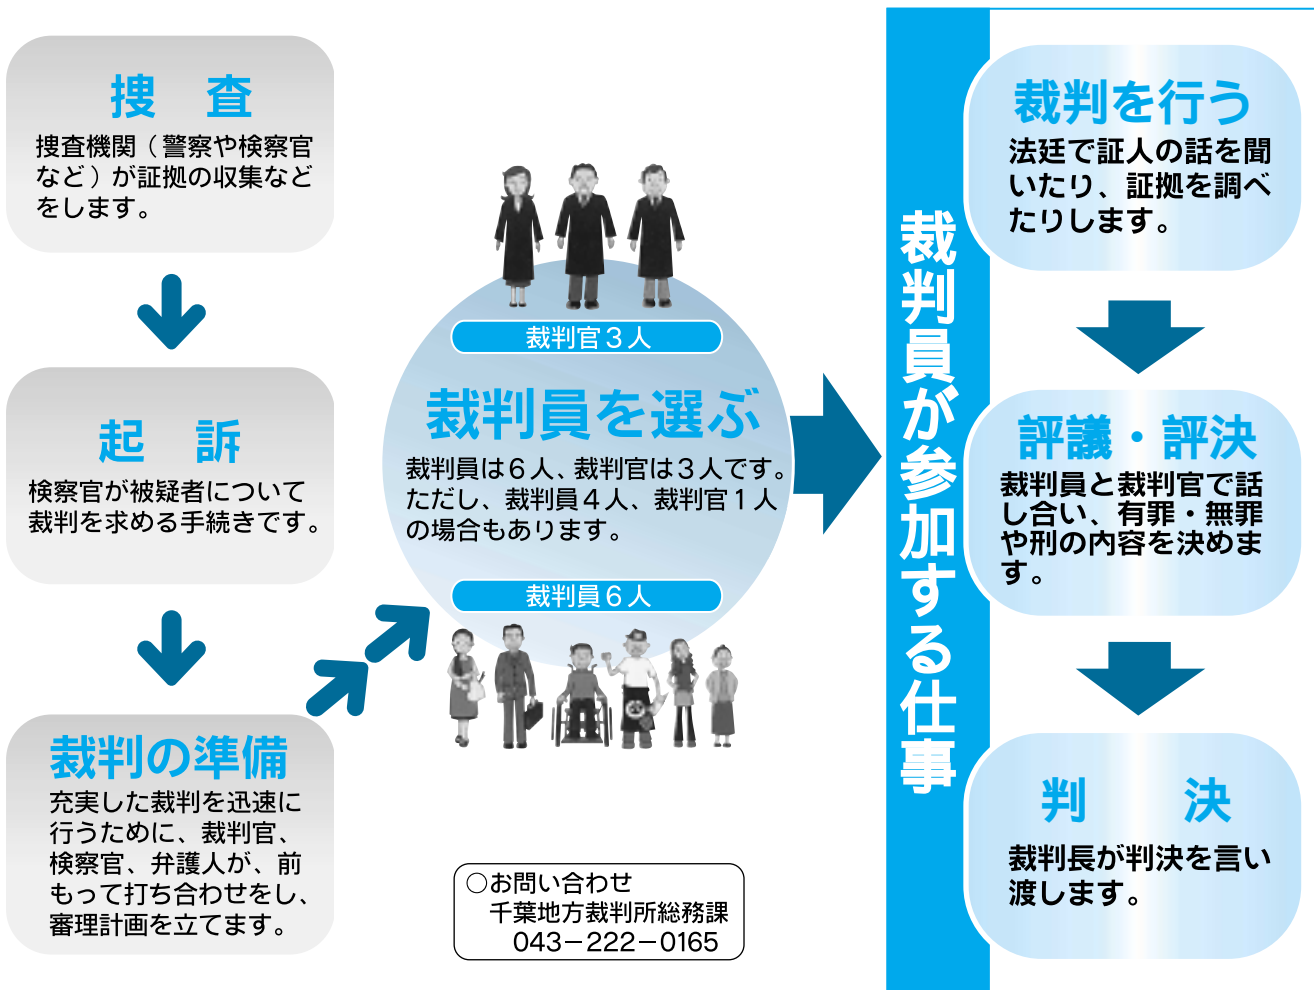 捜　査
捜査機関（警察や検察官
など）が証拠の収集など
をします。
起　訴
検察官が被疑者について
裁判を求める手続きです。
裁判の準備
充実した裁判を迅速に
行うために、裁判官、
検察官、弁護人が、前
もって打ち合わせをし、
審理計画を立てます。
裁判官３人
裁判員を選ぶ
裁判員は６人、裁判官は３人です。
ただし、裁判員４人、裁判官１人
の場合もあります。
裁判員６人
○お問い合わせ
千葉地方裁判所総務課
043－222－0165
裁判員が参加する仕事
裁判を行う
法廷で証人の話を聞
いたり、証拠を調べ
たりします。
評議・評決
裁判員と裁判官で話
し合い、有罪・無罪
や刑の内容を決めま
す。
判　決
裁判長が判決を言い
渡します。